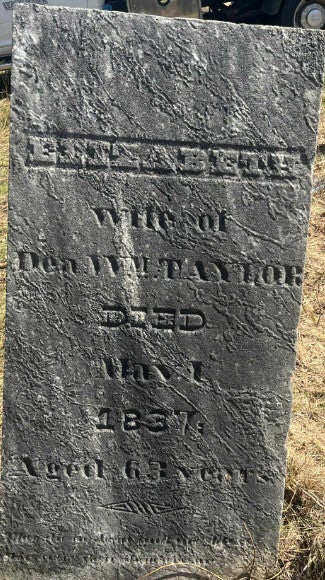 ELIZABETH
Wife of
Dea WM. TAYLOR
DIED
May 1
1837,
Aged 63 years